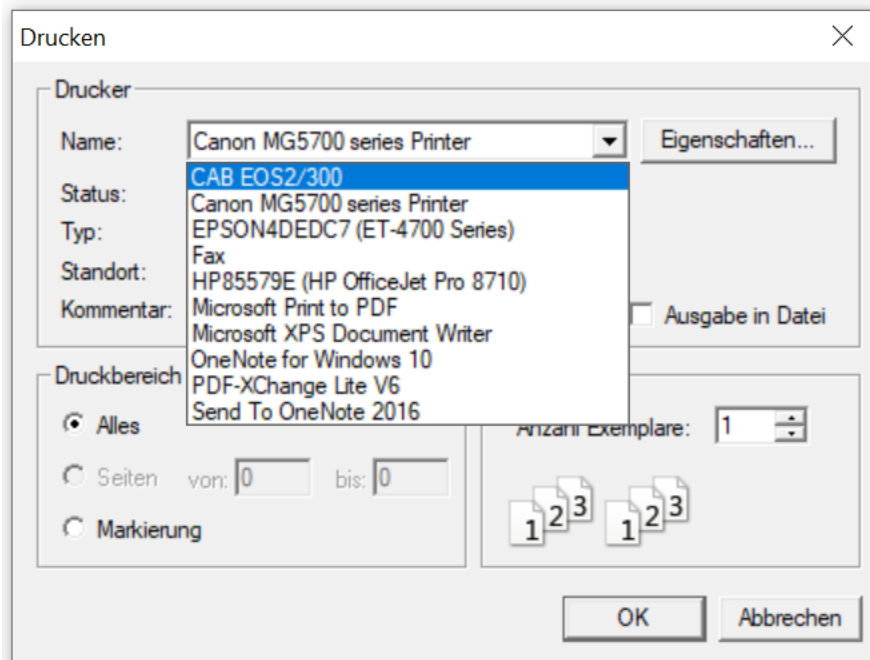 Drucken
Drucker
Name:
Canon MG5700 series Printer
Eigenschaften...
CAB EOS2/300
Canon MG5700 series Printer
EPSON4DEDC7 (ET-4700 Series)
Fax
HP85579E (HP OfficeJet Pro 8710)
Microsoft Print to PDF
Microsoft XPS Document Writer
OneNote for Windows 10
PDF-XChange Lite V6
Send To OneNote 2016
Status:
Typ:
Standort:
Kommentar:
Ausgabe in Datei
Druckbereich
Alles
Seiten von: 0 bis: 0
Markierung
Anzahl Exemplare: 1
1 2 3 1 2 3
OK
Abbrechen